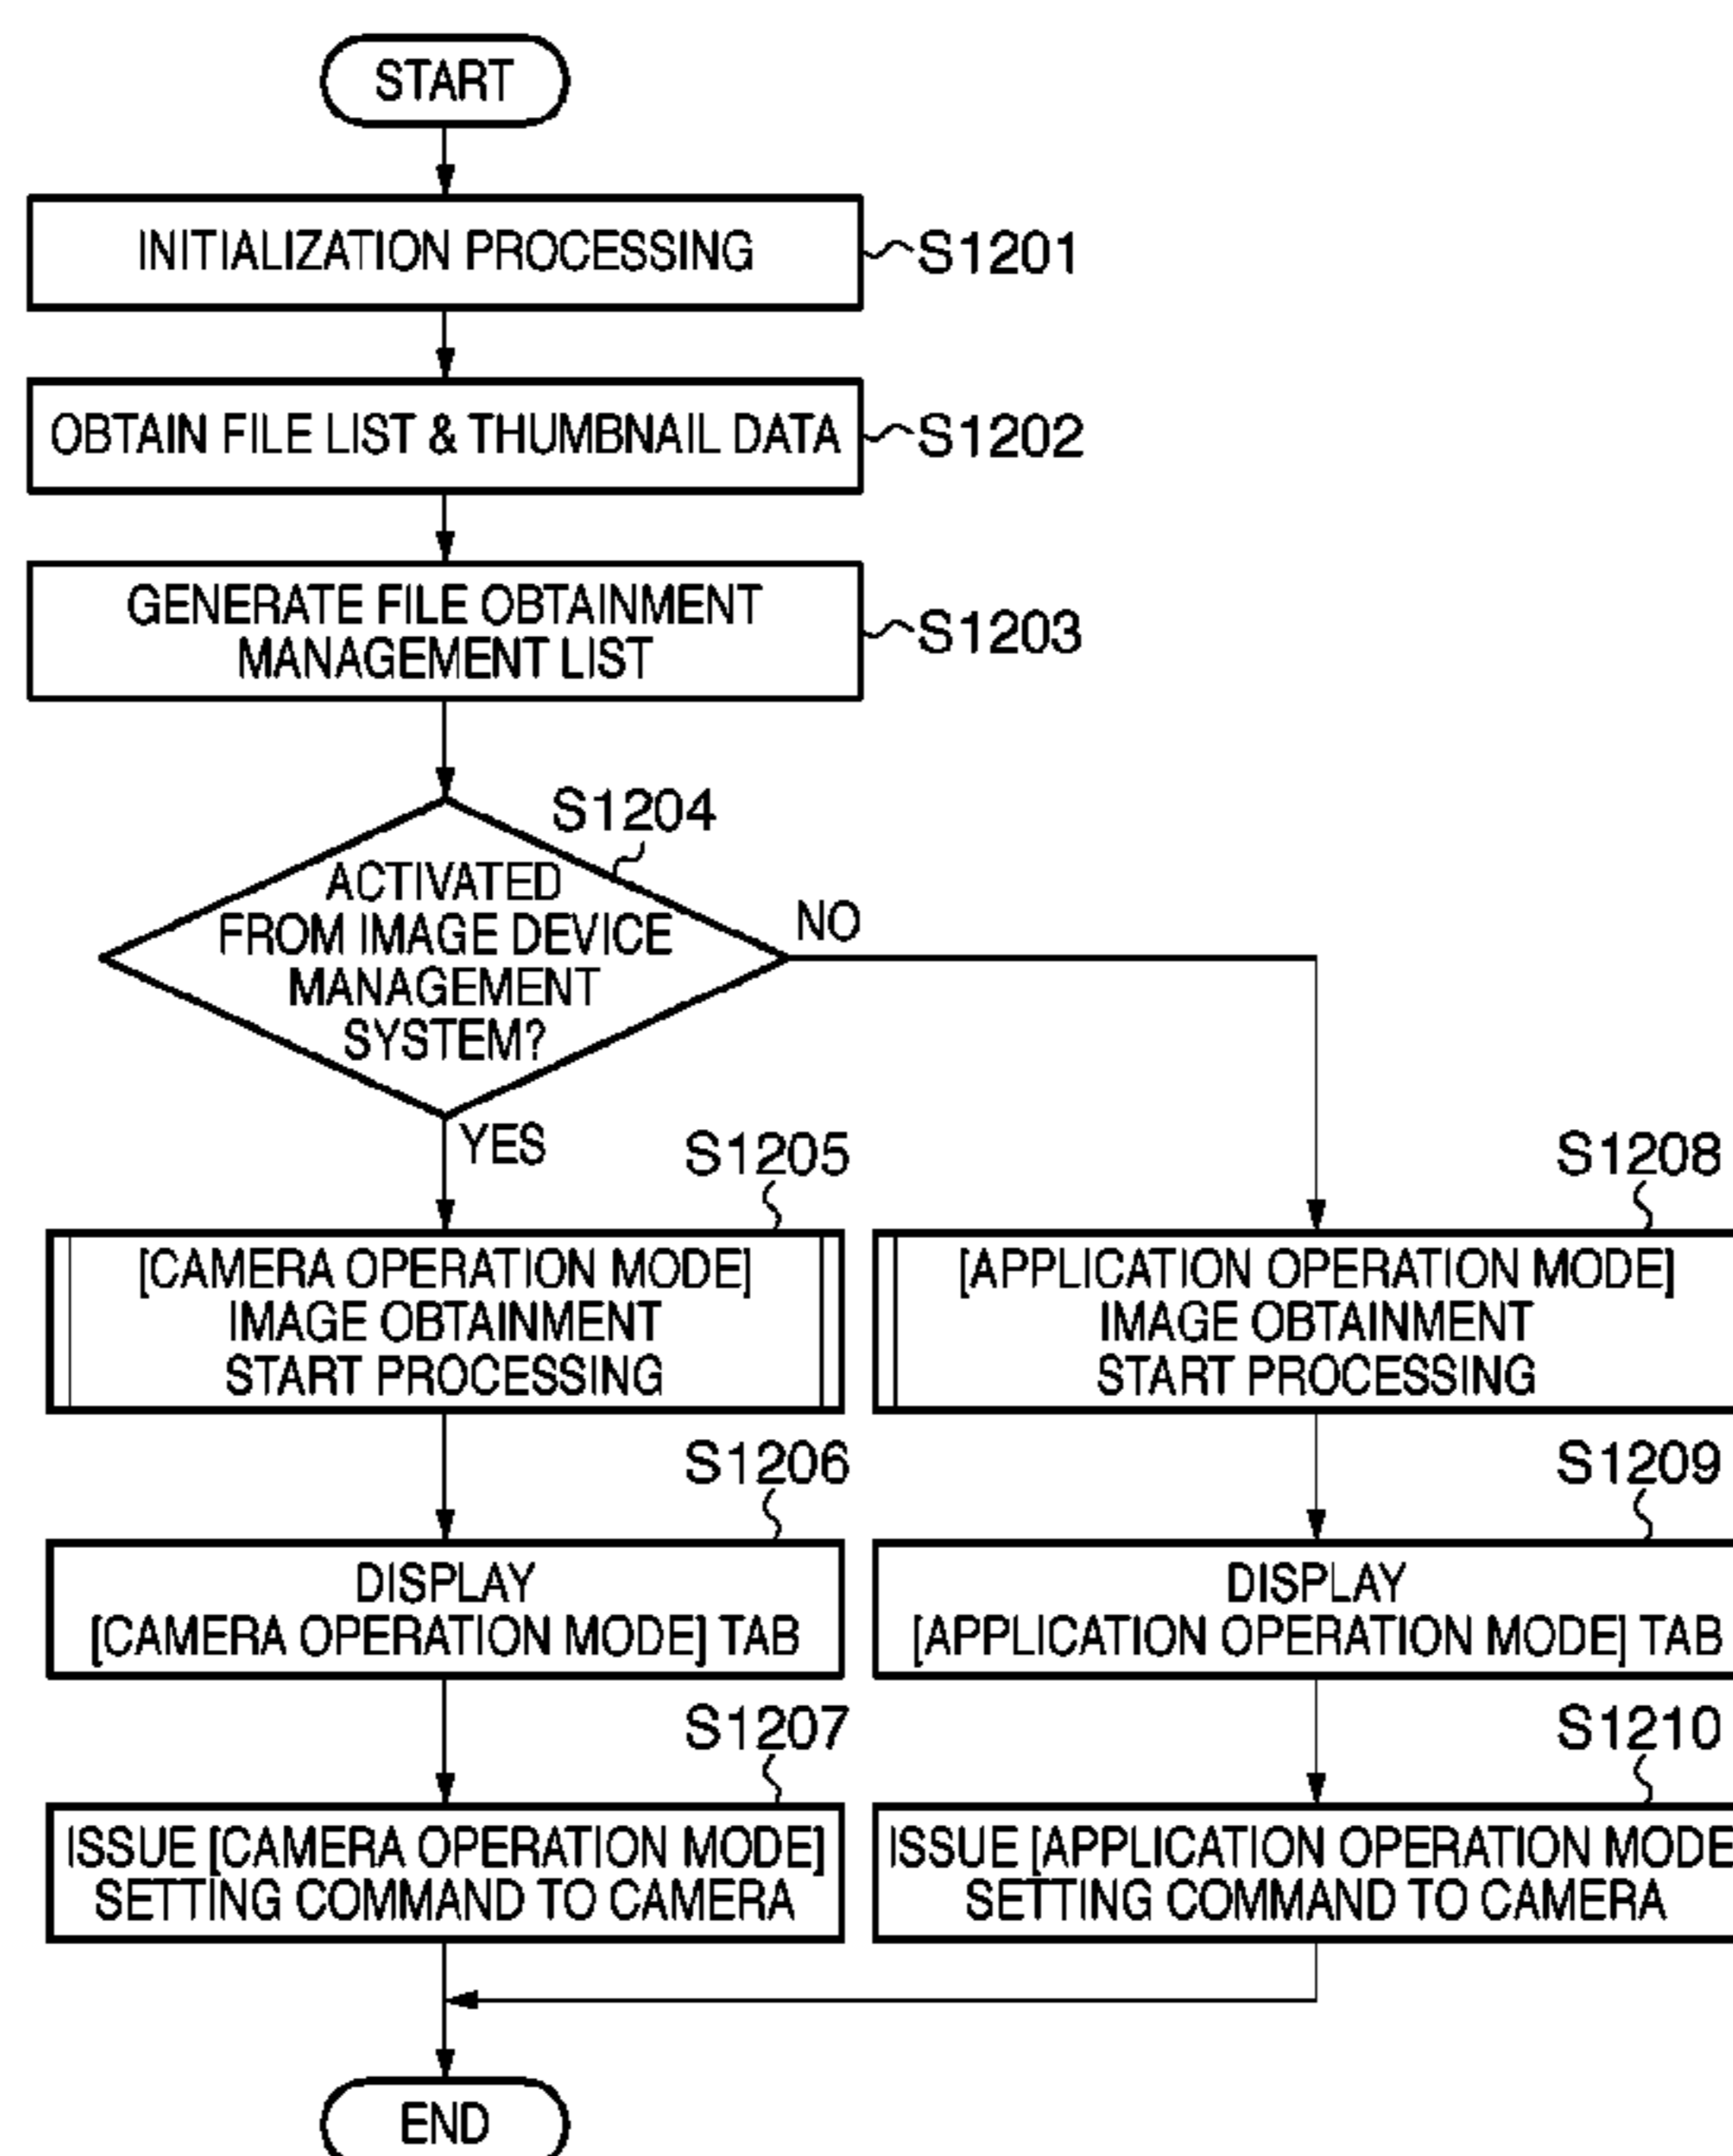 START
INITIALIZATION PROCESSING
S1201
OBTAIN FILE LIST & THUMBNAIL DATA
S1202
GENERATE FILE OBTAINMENT
MANAGEMENT LIST
S1203
S1204
ACTIVATED
FROM IMAGE DEVICE
MANAGEMENT
SYSTEM?
NO
YES
S1205
[CAMERA OPERATION MODE]
IMAGE OBTAINMENT
START PROCESSING
S1206
DISPLAY
[CAMERA OPERATION MODE] TAB
S1207
ISSUE [CAMERA OPERATION MODE]
SETTING COMMAND TO CAMERA
S1208
[APPLICATION OPERATION MODE]
IMAGE OBTAINMENT
START PROCESSING
S1209
DISPLAY
[APPLICATION OPERATION MODE] TAB
S1210
ISSUE [APPLICATION OPERATION MODE
SETTING COMMAND TO CAMERA
END